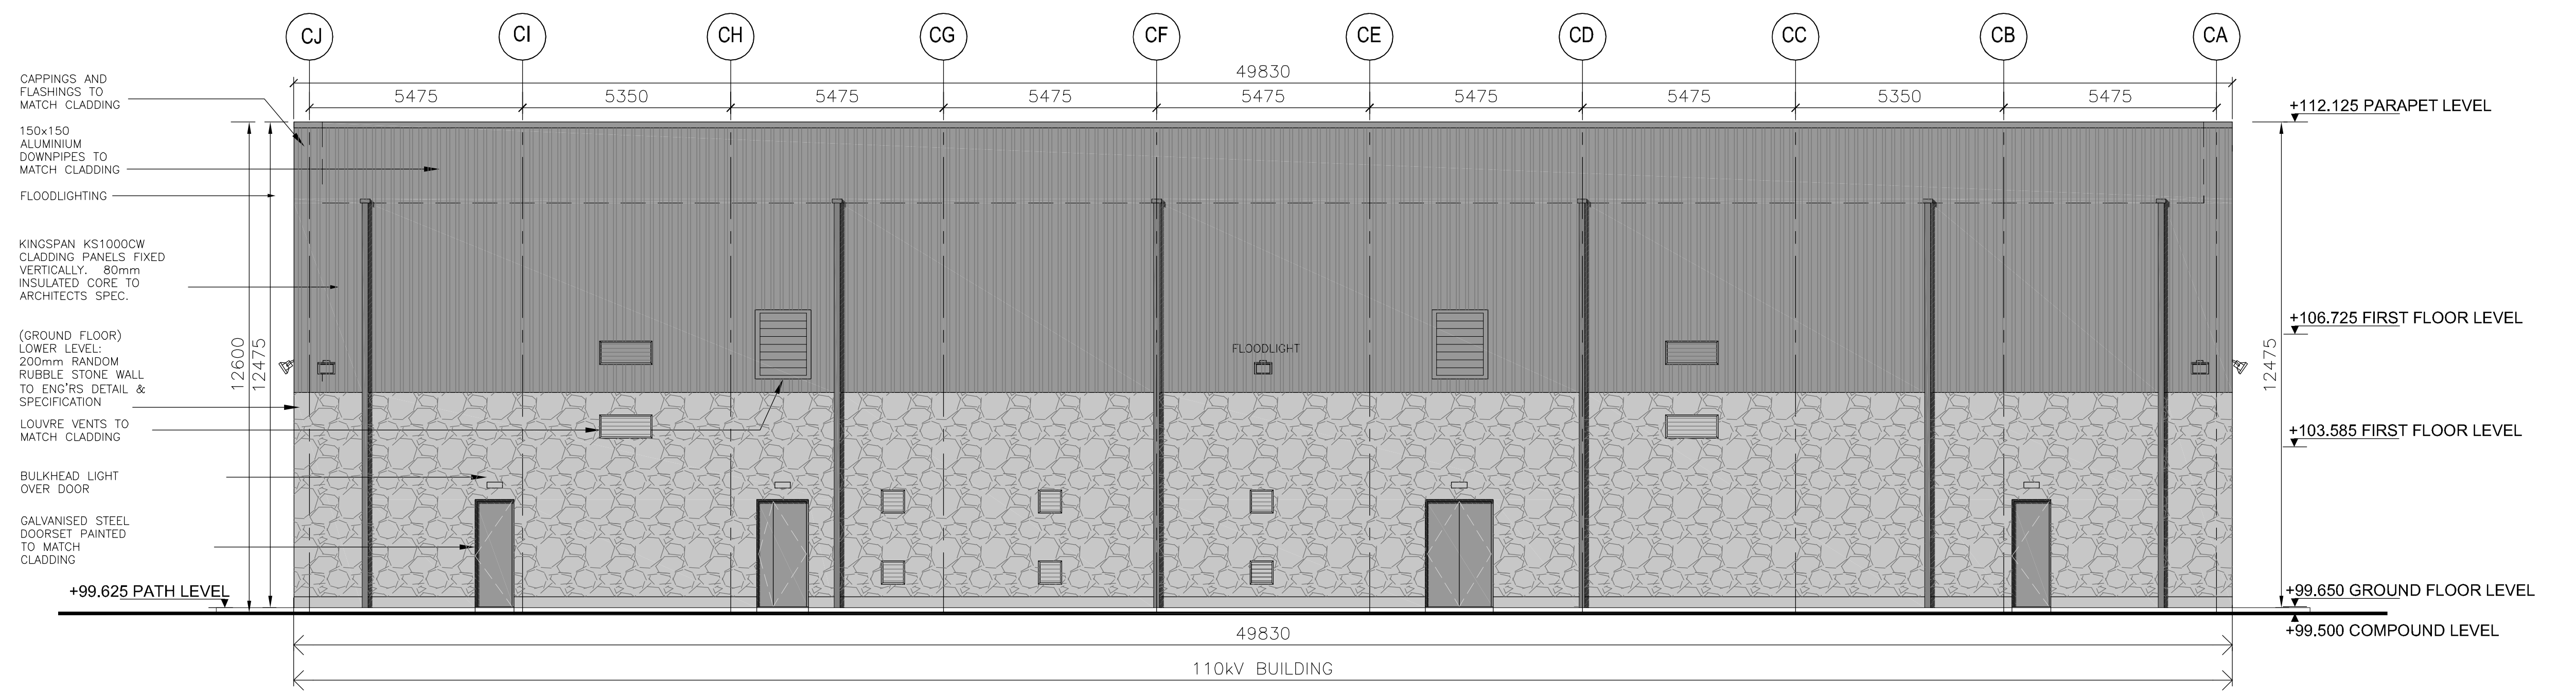 CJ CI CH CG CF CE CD CC CB CA
49830
5475 5350 5475 5475 5475 5475 5475 5350 5475
CAPPINGS AND
FLASHINGS TO
MATCH CLADDING
150x150
ALUMINIUM
DOWNPIPES TO
MATCH CLADDING
FLOODLIGHTING
KINGSPAN KS1000CW
CLADDING PANELS FIXED
VERTICALLY. 80mm
INSULATED CORE TO
ARCHITECTS SPEC.
(GROUND FLOOR)
LOWER LEVEL:
200mm RANDOM
RUBBLE STONE WALL
TO ENG'RS DETAIL &
SPECIFICATION
LOUVRE VENTS TO
MATCH CLADDING
BULKHEAD LIGHT
OVER DOOR
GALVANISED STEEL
DOORSET PAINTED
TO MATCH
CLADDING
+99.625 PATH LEVEL
12600
12475
FLOODLIGHT
12475
+112.125 PARAPET LEVEL
+106.725 FIRST FLOOR LEVEL
+103.585 FIRST FLOOR LEVEL
+99.650 GROUND FLOOR LEVEL
+99.500 COMPOUND LEVEL
49830
110kV BUILDING